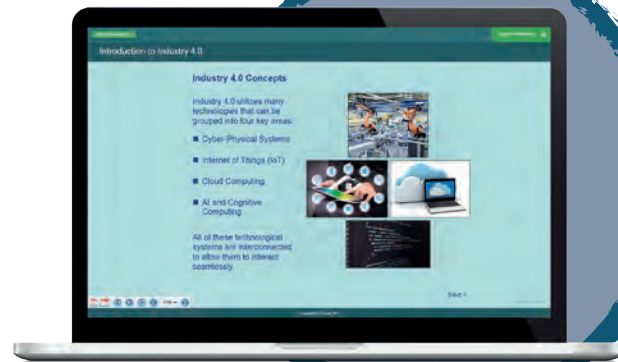 Introduction to Industry 4.0
Industry 4.0 Concepts
Industry 4.0 utilizes many
technologies that can be
grouped into four key areas:
■ Cyber-Physical Systems
■ Internet of Things (IoT)
■ Cloud Computing
■ AI and Cognitive
Computing
All of these technological
systems are interconnected
to allow them to interact
seamlessly.
Next >